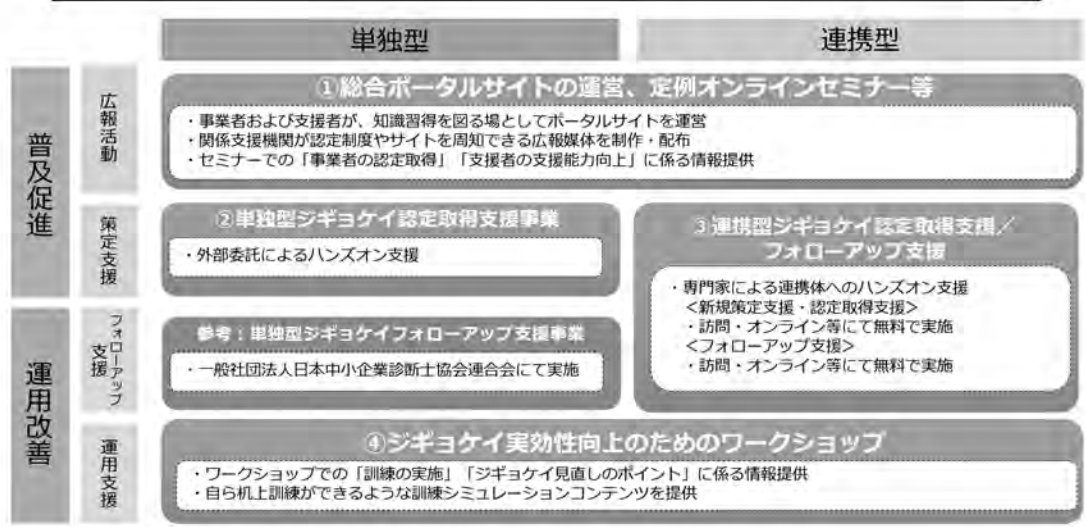 単独型
連携型
普及促進
広報活動
①総合ポータルサイトの運営、定例オンラインセミナー等
・事業者および支援者が、知識習得を図る場としてポータルサイトを運営
・関係支援機関が認定制度やサイトを周知できる広報媒体を制作・配布
・セミナーでの「事業者の認定取得」「支援者の支援能力向上」に係る情報提供
策定支援
②単独型ジギョケイ認定取得支援事業
・外部委託によるハンズオン支援
③連携型ジギョケイ認定取得支援／
フォローアップ支援
・専門家による連携体へのハンズオン支援
<新規策定支援・認定取得支援>
・訪問・オンライン等にて無料で実施
<フォローアップ支援>
・訪問・オンライン等にて無料で実施
運用改善
フォローアップ
支援
参考：単独型ジギョケイフォローアップ支援事業
・一般社団法人日本中小企業診断士協会連合会にて実施
運用支援
④ジギョケイ実効性向上のためのワークショップ
・ワークショップでの「訓練の実施」「ジギョケイ見直しのポイント」に係る情報提供
・自ら机上訓練ができるような訓練シミュレーションコンテンツを提供